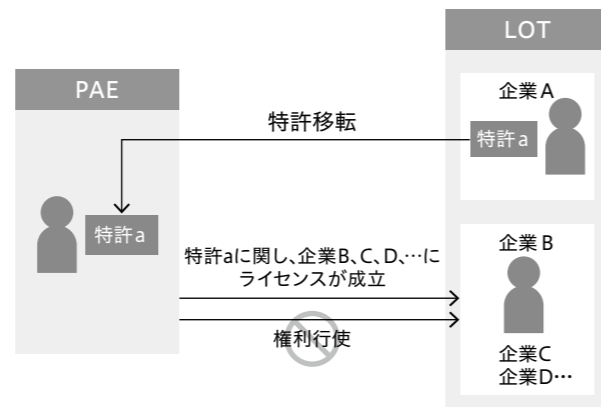 LOT
PAE
企業A
特許a
特許移転
特許a
特許aに関し、企業B、C、D、…に
ライセンスが成立
権利行使
企業B
企業C
企業D…